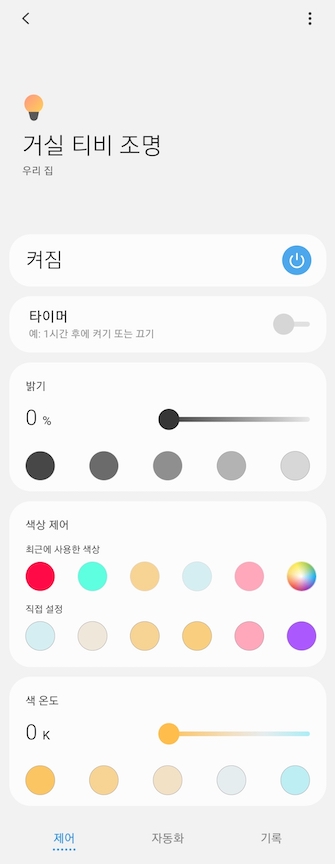 거실 티비 조명
우리 집
켜짐
타이머
예: 1시간 후에 켜기 또는 끄기
밝기
0 %
색상 제어
최근에 사용한 색상
직접 설정
색 온도
0 K
제어 자동화 기록